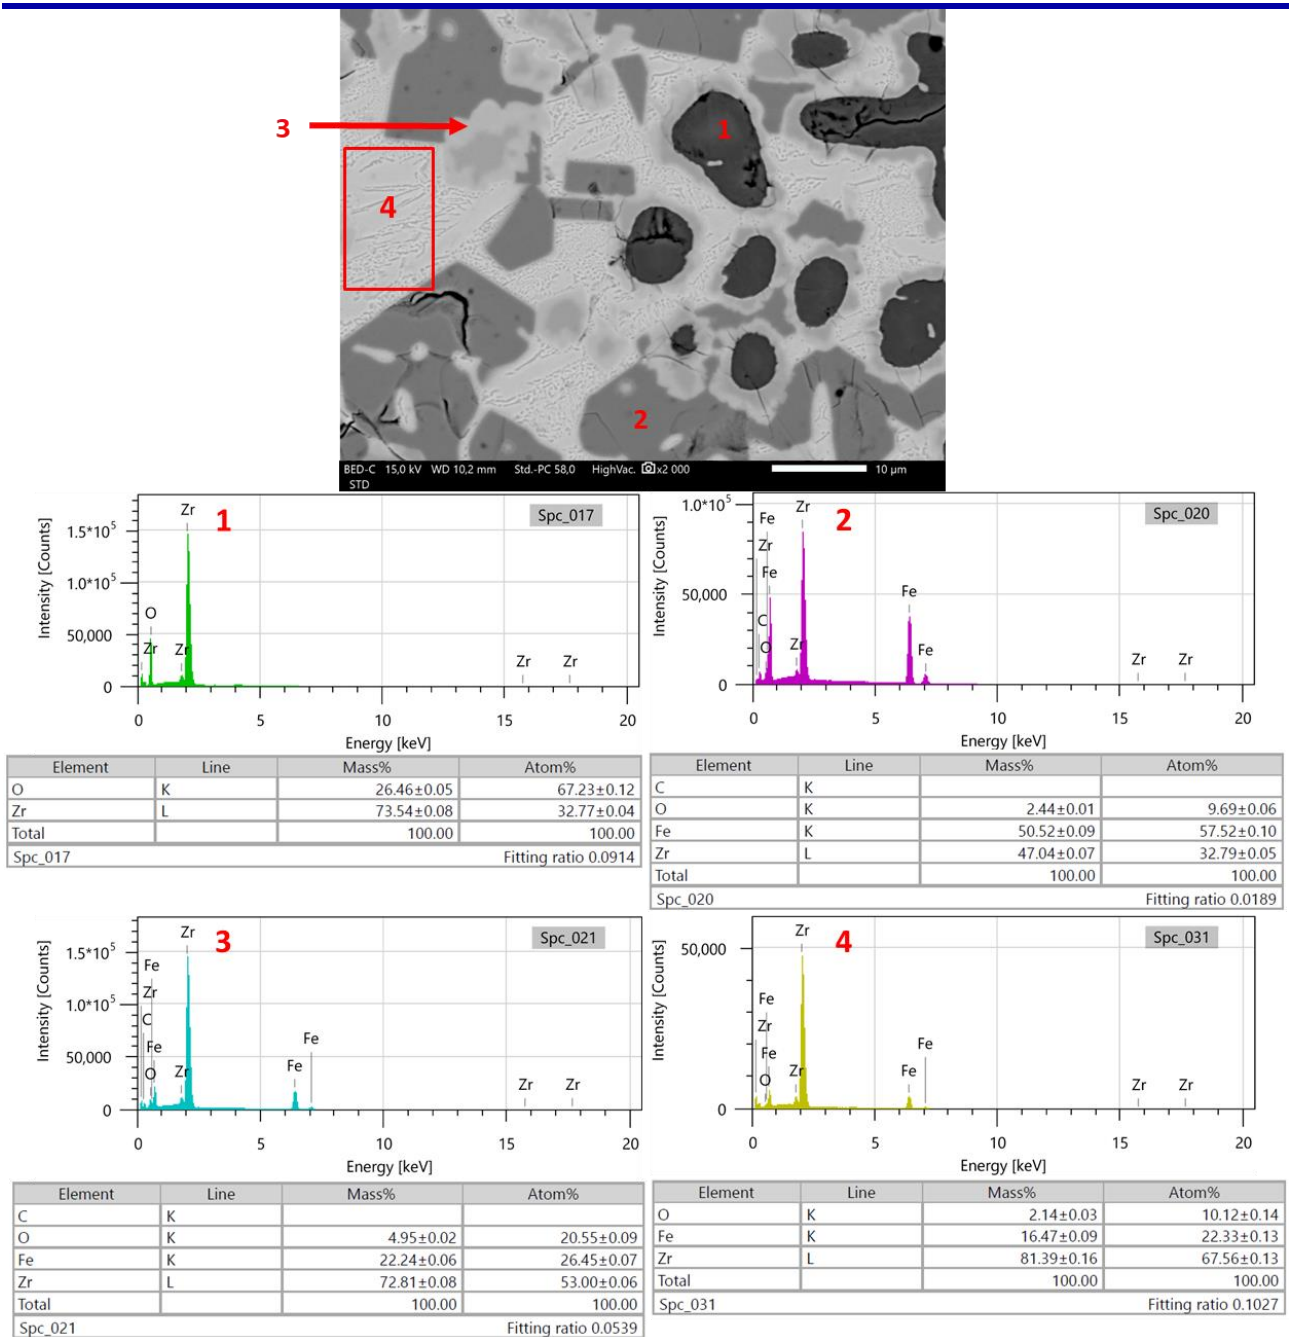 3
1
4
2
BED-C 15,0 kV WD 10,2 mm Std.-PC 58,0 HighVac. x2 000 10 µm
STD
Zr
1
Spc_017
1.5*10^5
1.0*10^5
50,000
0
O
Zr
Zr
Zr
Zr
Intensity [Counts]
0 5 10 15 20
Energy [keV]
Element Line Mass% Atom%
O K 26.46±0.05 67.23±0.12
Zr L 73.54±0.08 32.77±0.04
Total 100.00 100.00
Spc_017 Fitting ratio 0.0914
1.0*10^5
Zr
2
Spc_020
Fe
Zr
Fe
50,000
C
O
Zr
Fe
Fe
Zr
Zr
0
Intensity [Counts]
0 5 10 15 20
Energy [keV]
Element Line Mass% Atom%
C K
O K 2.44±0.01 9.69±0.06
Fe K 50.52±0.09 57.52±0.10
Zr L 47.04±0.07 32.79±0.05
Total 100.00 100.00
Spc_020 Fitting ratio 0.0189
Zr
3
Spc_021
1.5*10^5
Fe
Zr
1.0*10^5
C
Fe
50,000
O
Zr
Fe
Fe
Zr
Zr
0
Intensity [Counts]
0 5 10 15 20
Energy [keV]
Element Line Mass% Atom%
C K
O K 4.95±0.02 20.55±0.09
Fe K 22.24±0.06 26.45±0.07
Zr L 72.81±0.08 53.00±0.06
Total 100.00 100.00
Spc_021 Fitting ratio 0.0539
Zr
4
Spc_031
50,000
Fe
Zr
Fe
O
Zr
Fe
Fe
Zr
Zr
0
Intensity [Counts]
0 5 10 15 20
Energy [keV]
Element Line Mass% Atom%
O K 2.14±0.03 10.12±0.14
Fe K 16.47±0.09 22.33±0.13
Zr L 81.39±0.16 67.56±0.13
Total 100.00 100.00
Spc_031 Fitting ratio 0.1027